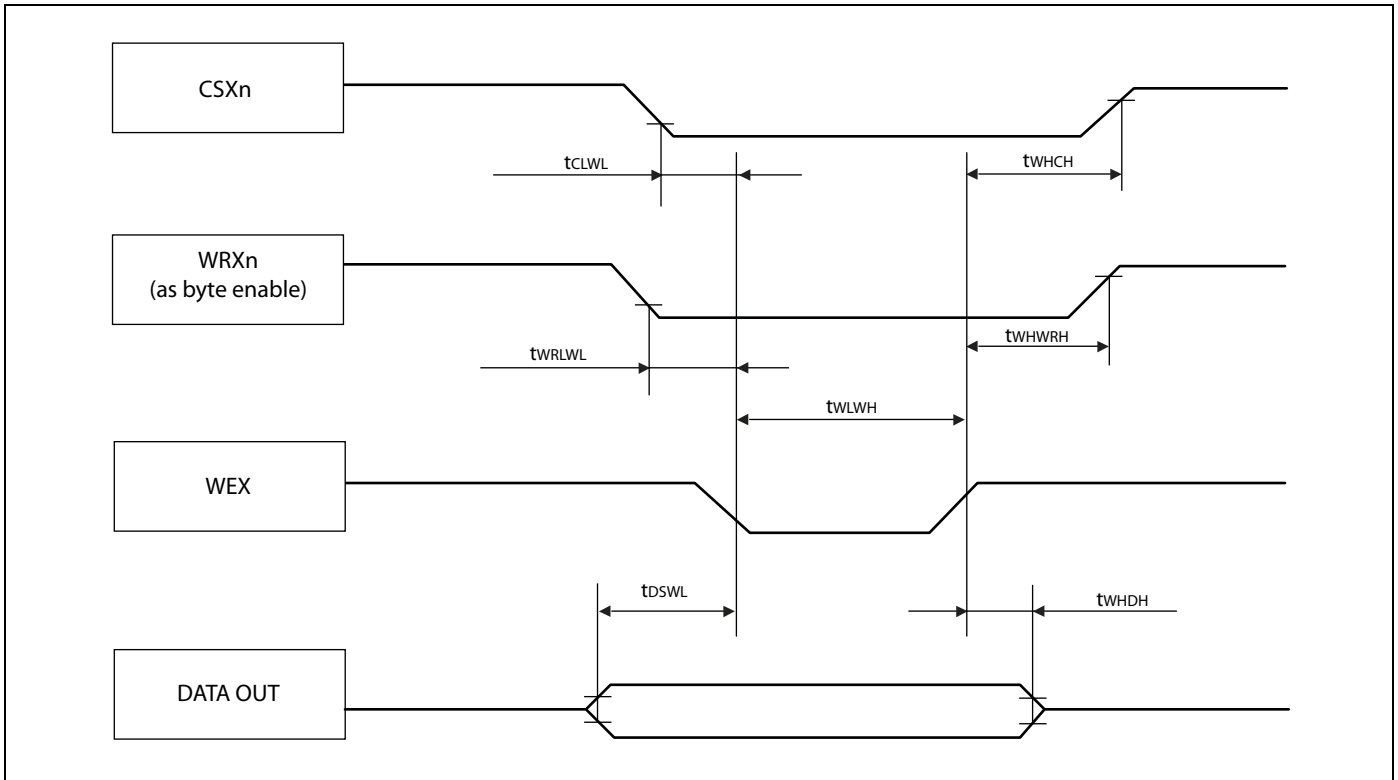 CSXn
tCLWL
tWHCH
WRXn
(as byte enable)
tWRLWL
tWHWRH
tWLWH
WEX
tDSWL
tWHDH
DATA OUT